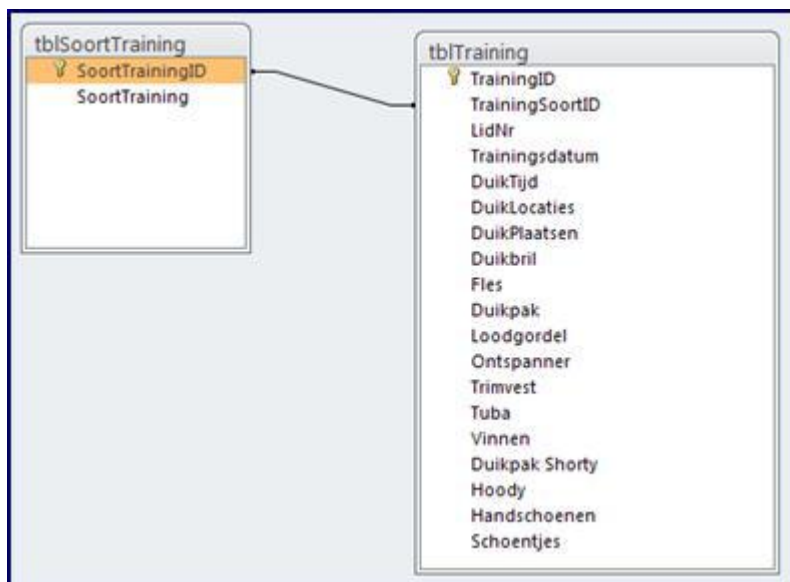 tblSoortTraining
SoortTrainingID
SoortTraining
tblTraining
TrainingID
TrainingSoortID
LidNr
Trainingsdatum
DuikTijd
DuikLocaties
DuikPlaatsen
Duikbril
Fles
Duikpak
Loodgordel
Ontspanner
Trimvest
Tuba
Vinnen
Duikpak Shorty
Hoody
Handschoenen
Schoentjes